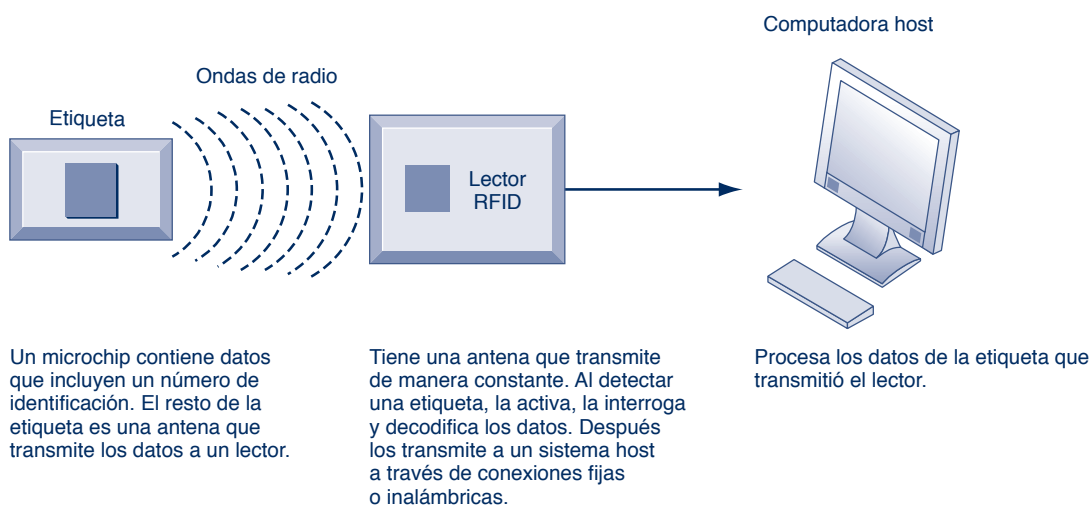 Computadora host
Ondas de radio
Etiqueta
Lector
RFID
Un microchip contiene datos
que incluyen un número de
identificación. El resto de la
etiqueta es una antena que
transmite los datos a un lector.
Tiene una antena que transmite
de manera constante. Al detectar
una etiqueta, la activa, la interroga
y decodifica los datos. Después
los transmite a un sistema host
a través de conexiones fijas
o inalámbricas.
Procesa los datos de la etiqueta que
transmitió el lector.